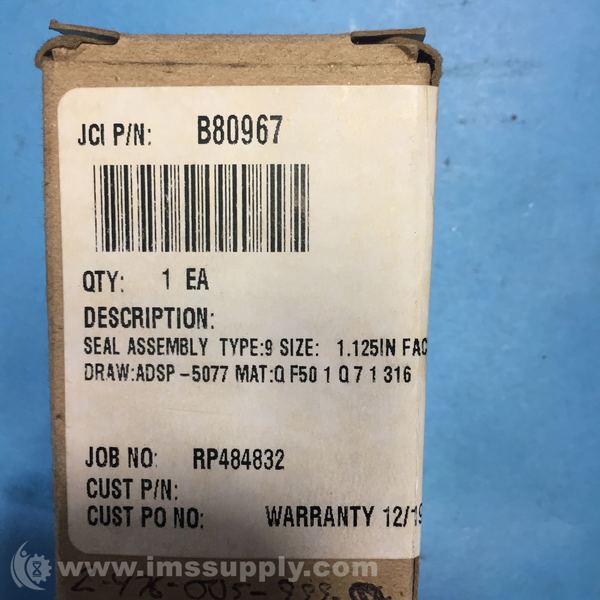 JCI P/N: B80967
QTY: 1 EA
DESCRIPTION:
SEAL ASSEMBLY TYPE:9 SIZE: 1.125IN FAC
DRAW:ADSP-5077 MAT:Q F50 1 Q 7 1 316
JOB NO: RP484832
CUST P/N:
CUST PO NO: WARRANTY 12/19
www.imssupply.com